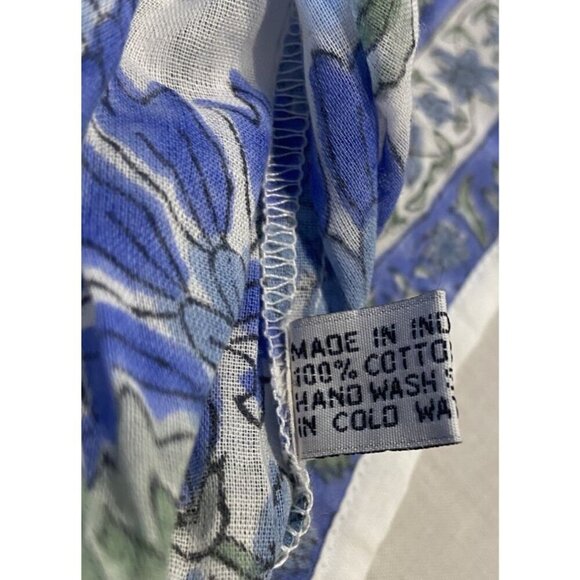 MADE IN IND
100% COTTO
HAND WASH S
IN COLD WA